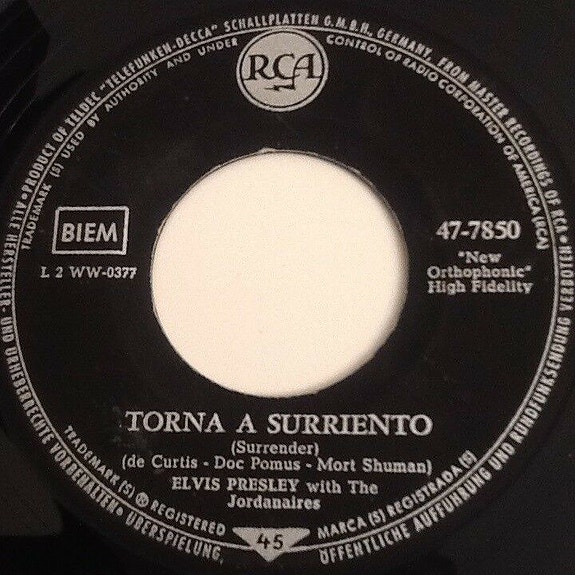 PRODUCT OF TELDEC "TELEFUNKEN-DECCA" SCHALLPLATTEN G.M.B.H., GERMANY, FROM MASTER RECORDINGS OF RCA
ALLE HERSTELLER- UND URHEBERRECHTE VORBEHALTEN • ÜBERSPIELUNG, ÖFFENTLICHE AUFFÜHRUNG UND RUNDFUNKSENDUNG VERBOTEN
TRADEMARK (S) USED BY AUTHORITY AND UNDER CONTROL OF RADIO CORPORATION OF AMERICA (RCA)
RCA
BIEM
L 2 WW-0377
47-7850
"New
Orthophonic"
High Fidelity
TORNA A SURRIENTO
(Surrender)
(de Curtis - Doc Pomus - Mort Shuman)
ELVIS PRESLEY with The
Jordanaires
TRADEMARK (S) ® REGISTERED
MARCA (S) REGISTRADA (S)
45